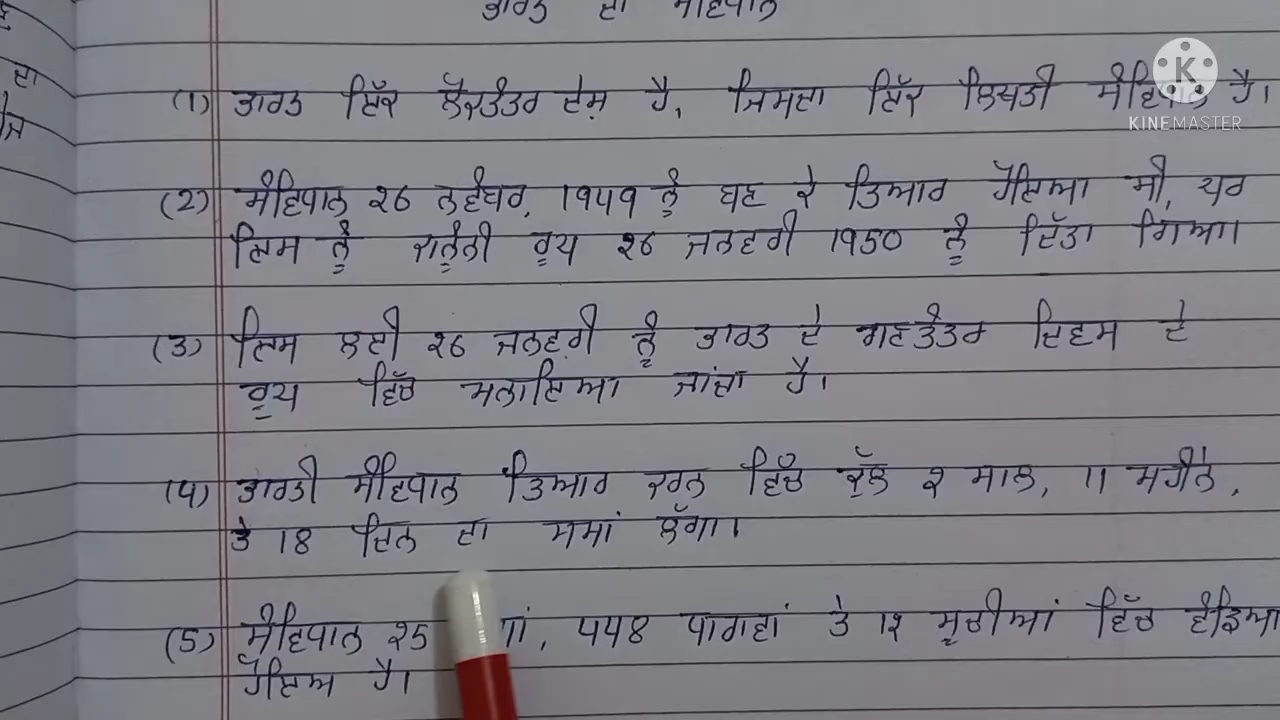 ਭਾਰਤ ਦਾ ਸੰਵਿਧਾਨ
(1) ਭਾਰਤ ਇੱਕ ਲੋਕਤੰਤਰ ਦੇਸ਼ ਹੈ, ਜਿਸਦਾ ਇੱਕ ਲਿਖਤੀ ਸੰਵਿਧਾਨ ਹੈ।
KINEMASTER
(2) ਸੰਵਿਧਾਨ 26 ਨਵੰਬਰ, 1949 ਨੂੰ ਬਣ ਕੇ ਤਿਆਰ ਹੋਇਆ ਸੀ, ਪਰ
ਇਸ ਨੂੰ ਕਾਨੂੰਨੀ ਰੂਪ 26 ਜਨਵਰੀ 1950 ਨੂੰ ਦਿੱਤਾ ਗਿਆ।
(3) ਇਸ ਲਈ 26 ਜਨਵਰੀ ਨੂੰ ਭਾਰਤ ਦੇ ਗਣਤੰਤਰ ਦਿਵਸ ਦੇ
ਰੂਪ ਵਿੱਚ ਮਨਾਇਆ ਜਾਂਦਾ ਹੈ।
(4) ਭਾਰਤੀ ਸੰਵਿਧਾਨ ਤਿਆਰ ਕਰਨ ਵਿੱਚ ਕੁੱਲ 2 ਸਾਲ, 11 ਮਹੀਨੇ,
ਤੇ 18 ਦਿਨ ਦਾ ਸਮਾਂ ਲੱਗਾ।
(5) ਸੰਵਿਧਾਨ 25 448 ਧਾਰਾਵਾਂ ਤੇ 12 ਸੂਚੀਆਂ ਵਿੱਚ ਵੰਡਿਆ
ਹੋਇਅ ਹੈ।